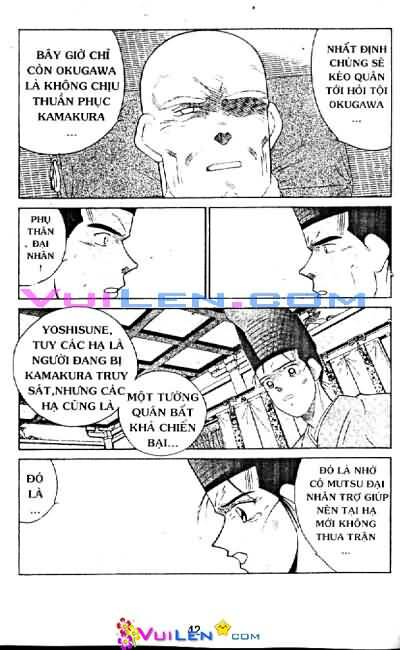 BÂY GIỜ CHỈ
CÒN OKUGAWA
LÀ KHÔNG CHỊU
THUẦN PHỤC
KAMAKURA
...
NHẤT ĐỊNH
CHÚNG SẼ
KÉO QUÂN
TỚI HỎI TỘI
OKUGAWA
...
PHỤ
THÂN
ĐẠI
NHÂN
VUILEN.COM
YOSHISUNE,
TUY CÁC HẠ LÀ
NGƯỜI ĐANG BỊ
KAMAKURA TRUY
SÁT,NHƯNG CÁC
HẠ CŨNG LÀ
MỘT TƯỚNG
QUÂN BẤT
KHẢ CHIẾN
BẠI...
ĐÓ
LÀ
...
ĐÓ LÀ NHỜ
CÔ MUTSU ĐẠI
NHÂN TRỢ GIÚP
NÊN TẠI HẠ
MỚI KHÔNG
THUA TRẬN
...
42
VUILEN.COM